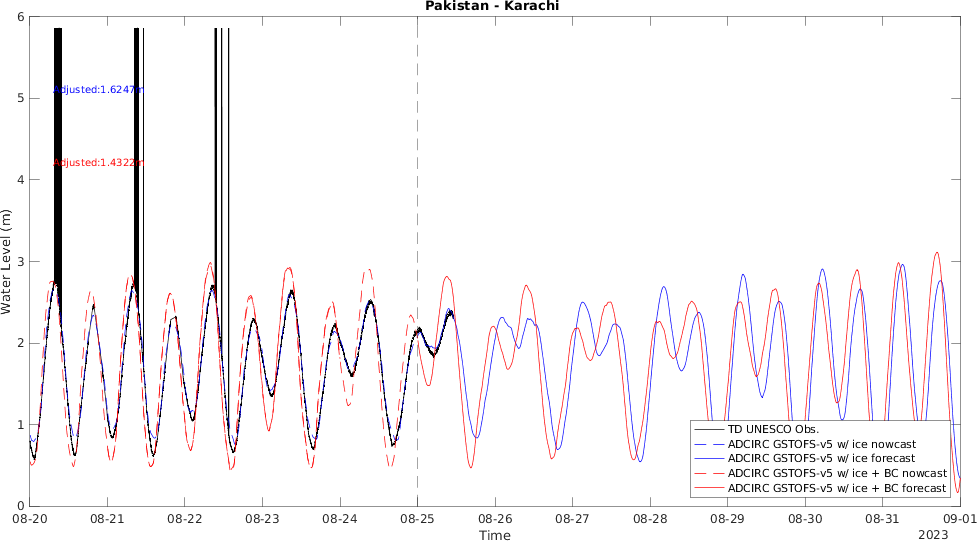 Pakistan - Karachi
6
5
4
3
2
1
0
Water Level (m)
Adjusted:1.6247m
Adjusted:1.4322m
TD UNESCO Obs.
ADCIRC GSTOFS-v5 w/ ice nowcast
ADCIRC GSTOFS-v5 w/ ice forecast
ADCIRC GSTOFS-v5 w/ ice + BC nowcast
ADCIRC GSTOFS-v5 w/ ice + BC forecast
08-20 08-21 08-22 08-23 08-24 08-25 08-26 08-27 08-28 08-29 08-30 08-31 09-01
Time
2023